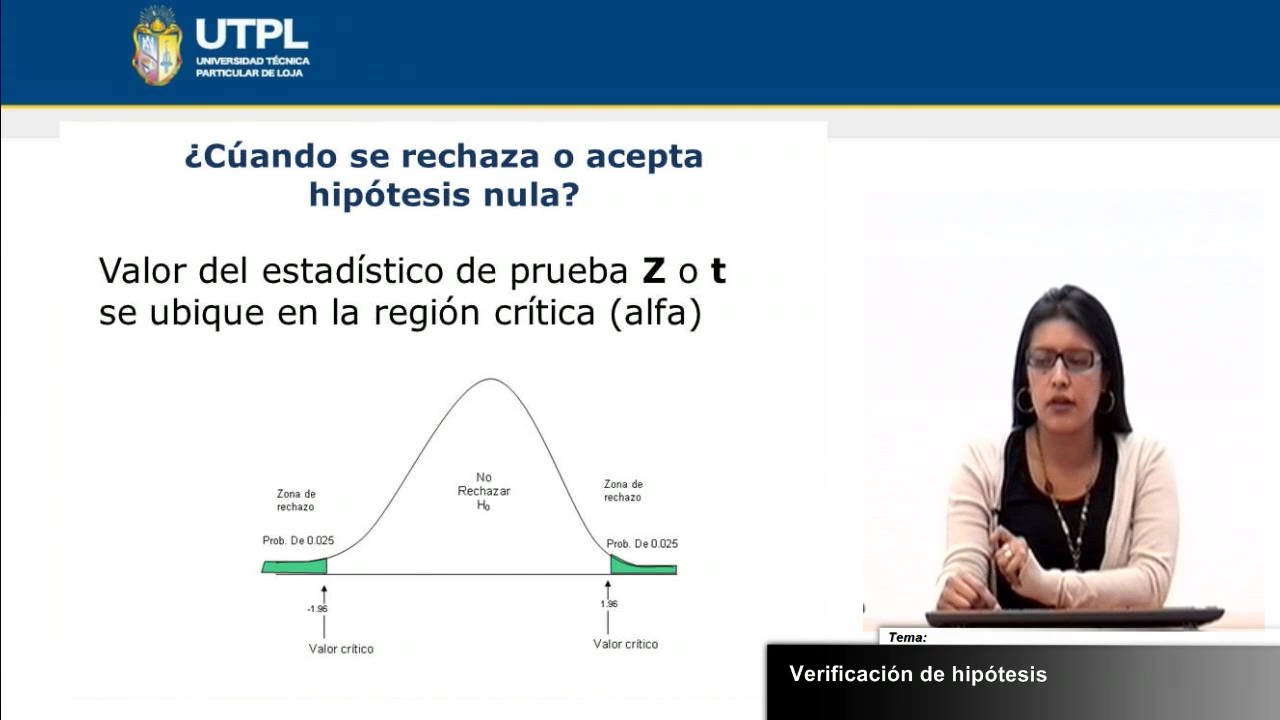 UTPL
UNIVERSIDAD TÉCNICA
PARTICULAR DE LOJA
¿Cúando se rechaza o acepta
hipótesis nula?
Valor del estadístico de prueba Z o t
se ubique en la región crítica (alfa)
No
Rechazar
H₀
Zona de
rechazo
Zona de
rechazo
Prob. De 0.025
Prob. De 0.025
-1.96
1.96
Valor crítico
Valor crítico
Tema:
Verificación de hipótesis